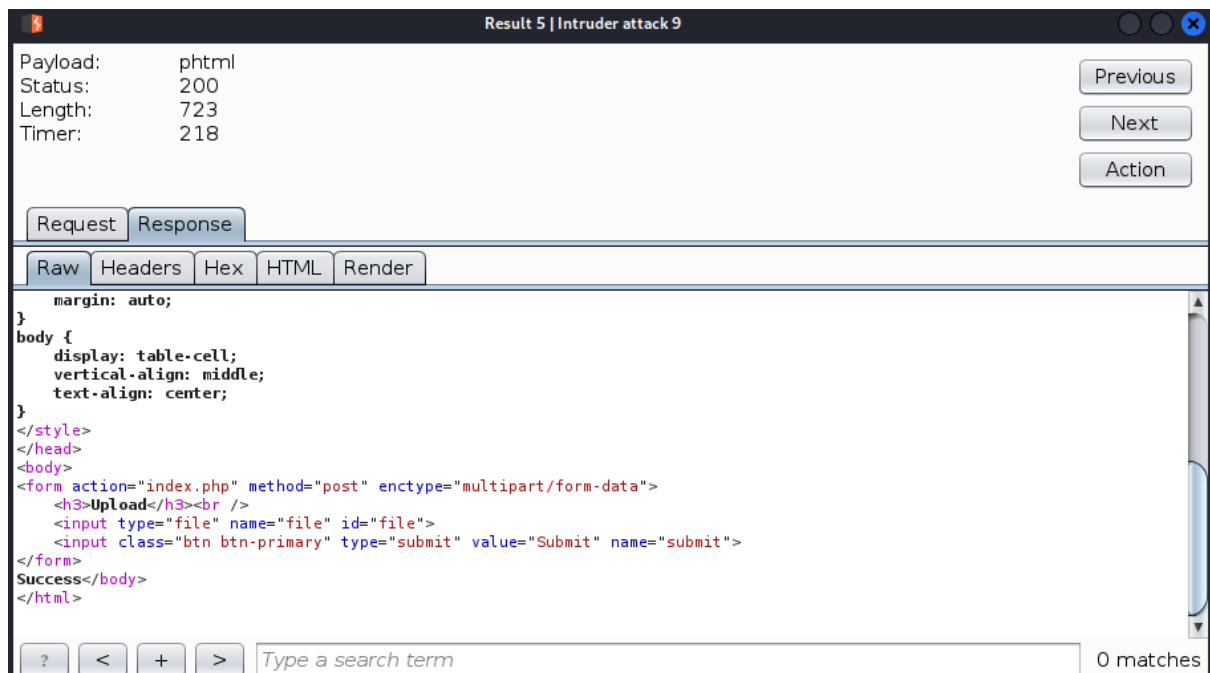 Result 5 | Intruder attack 9
Payload: phtml
Status: 200
Length: 723
Timer: 218
Previous
Next
Action
Request Response
Raw Headers Hex HTML Render
    margin: auto;
}
body {
    display: table-cell;
    vertical-align: middle;
    text-align: center;
}
</style>
</head>
<body>
<form action="index.php" method="post" enctype="multipart/form-data">
    <h3>Upload</h3><br />
    <input type="file" name="file" id="file">
    <input class="btn btn-primary" type="submit" value="Submit" name="submit">
</form>
Success</body>
</html>
? < + > Type a search term 0 matches